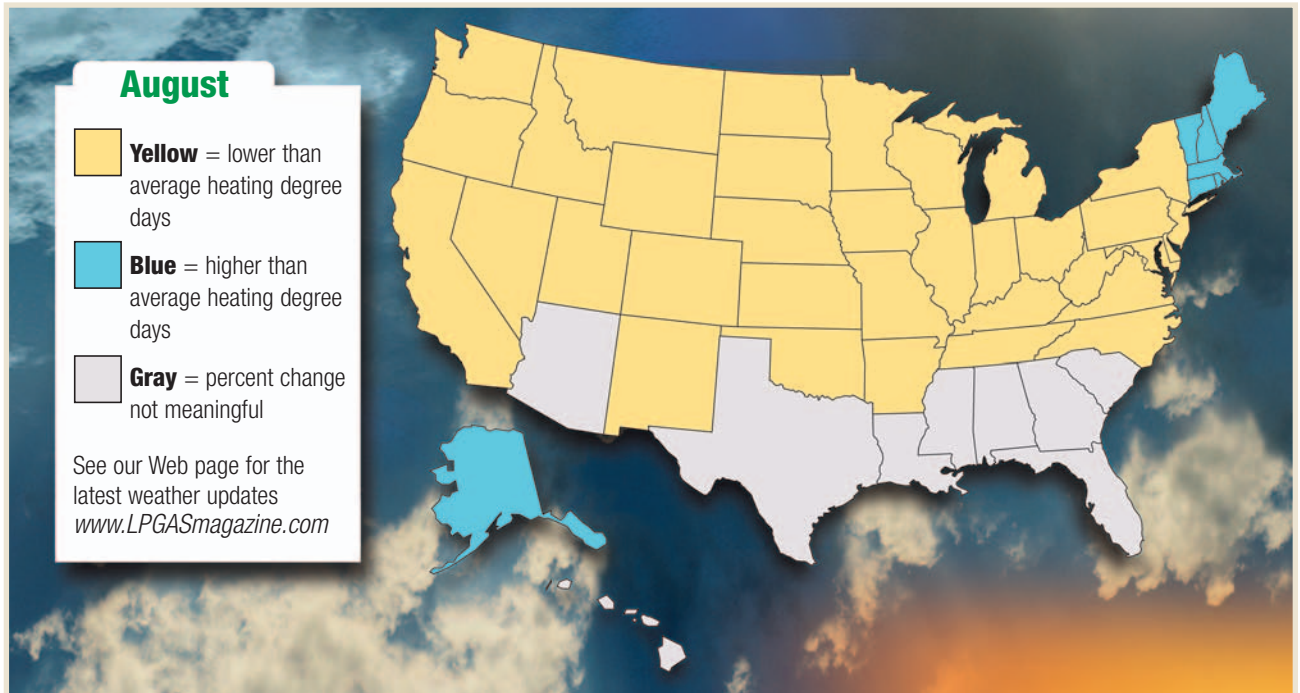 August
Yellow = lower than
average heating degree
days
Blue = higher than
average heating degree
days
Gray = percent change
not meaningful
See our Web page for the
latest weather updates
www.LPGASmagazine.com